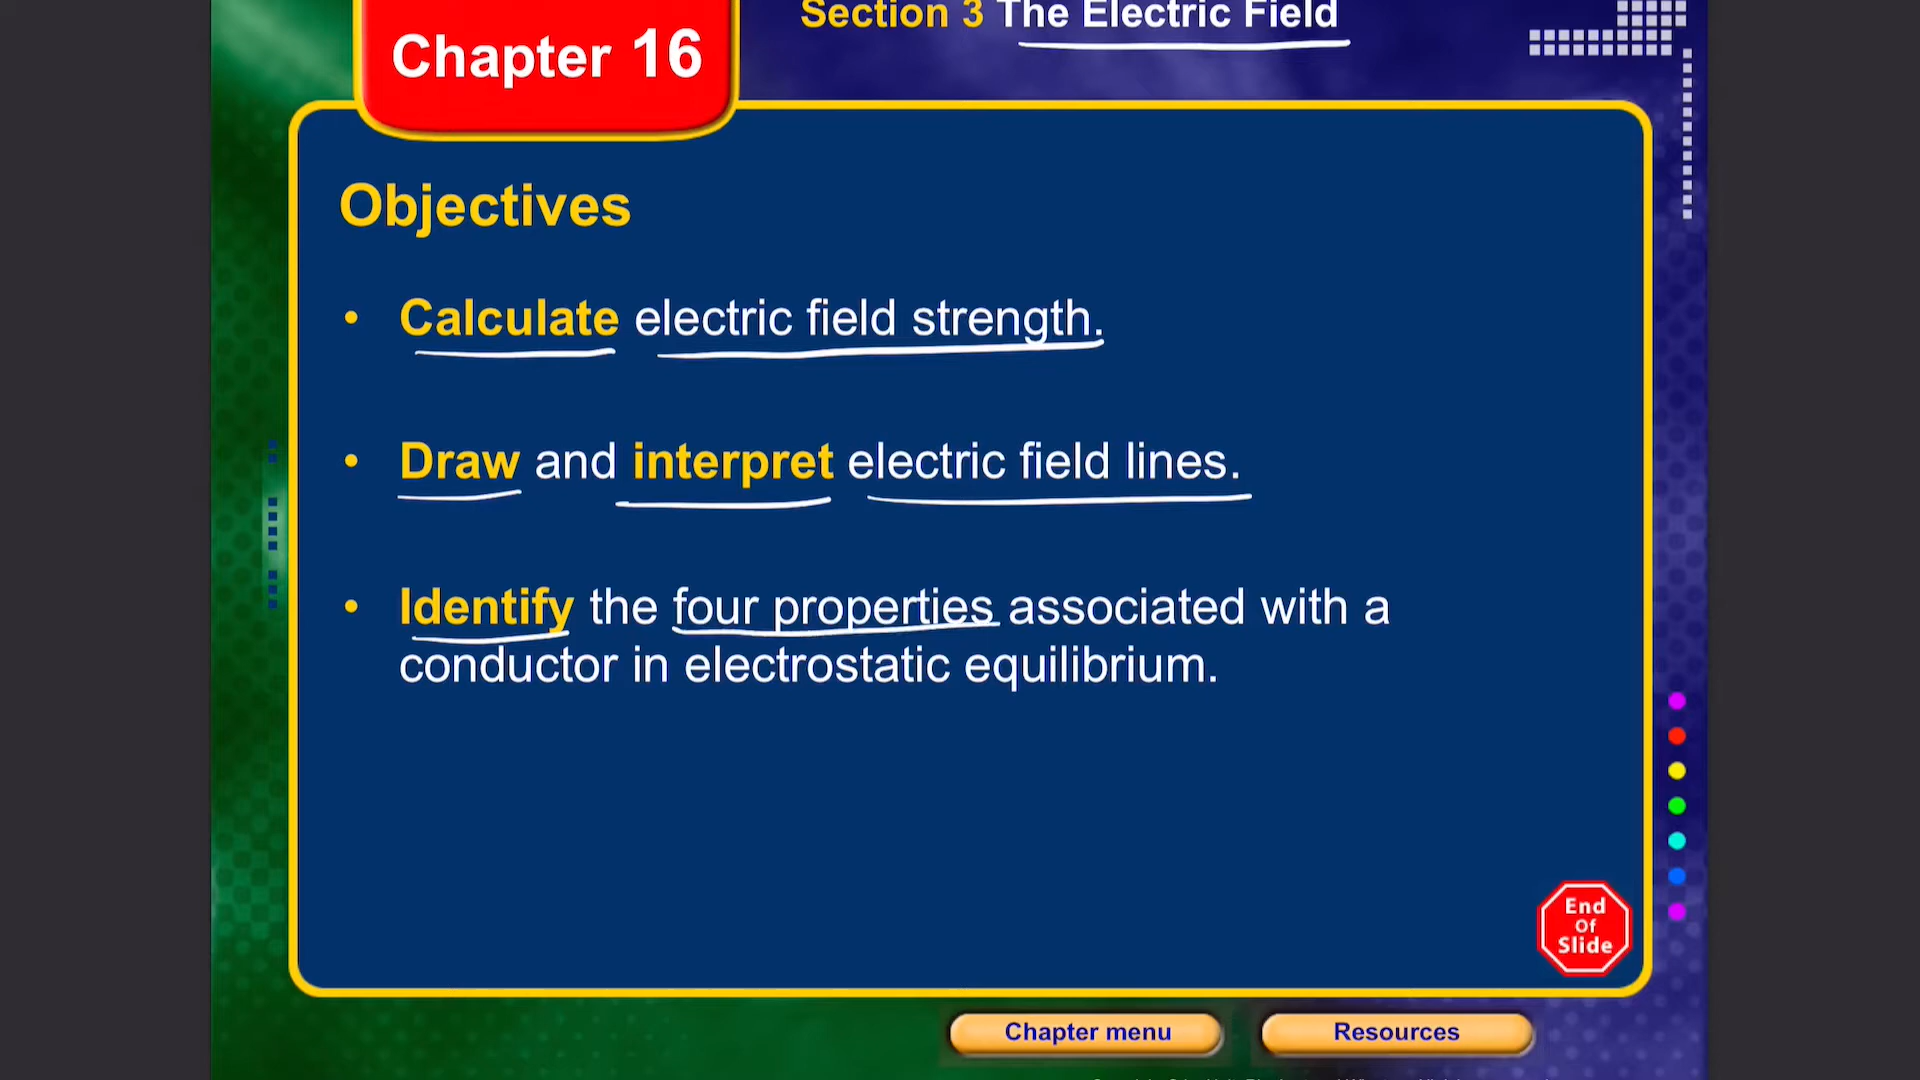 Section 3 The Electric Field
Chapter 16
Objectives
• Calculate electric field strength.
• Draw and interpret electric field lines.
• Identify the four properties associated with a
conductor in electrostatic equilibrium.
End
Of
Slide
Chapter menu
Resources